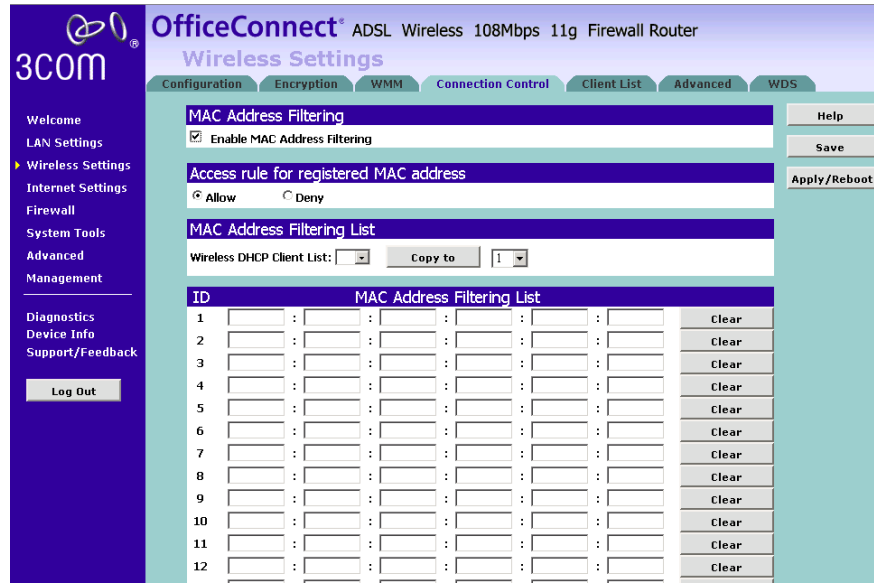 3COM ®
OfficeConnect® ADSL Wireless 108Mbps 11g Firewall Router
Wireless Settings
Configuration Encryption WMM Connection Control Client List Advanced WDS
Welcome
LAN Settings
Wireless Settings
Internet Settings
Firewall
System Tools
Advanced
Management
Diagnostics
Device Info
Support/Feedback
Log Out
MAC Address Filtering
Enable MAC Address Filtering
Access rule for registered MAC address
Allow Deny
MAC Address Filtering List
Wireless DHCP Client List: Copy to 1
ID MAC Address Filtering List
1 : : : : : Clear
2 : : : : : Clear
3 : : : : : Clear
4 : : : : : Clear
5 : : : : : Clear
6 : : : : : Clear
7 : : : : : Clear
8 : : : : : Clear
9 : : : : : Clear
10 : : : : : Clear
11 : : : : : Clear
12 : : : : : Clear
Help
Save
Apply/Reboot